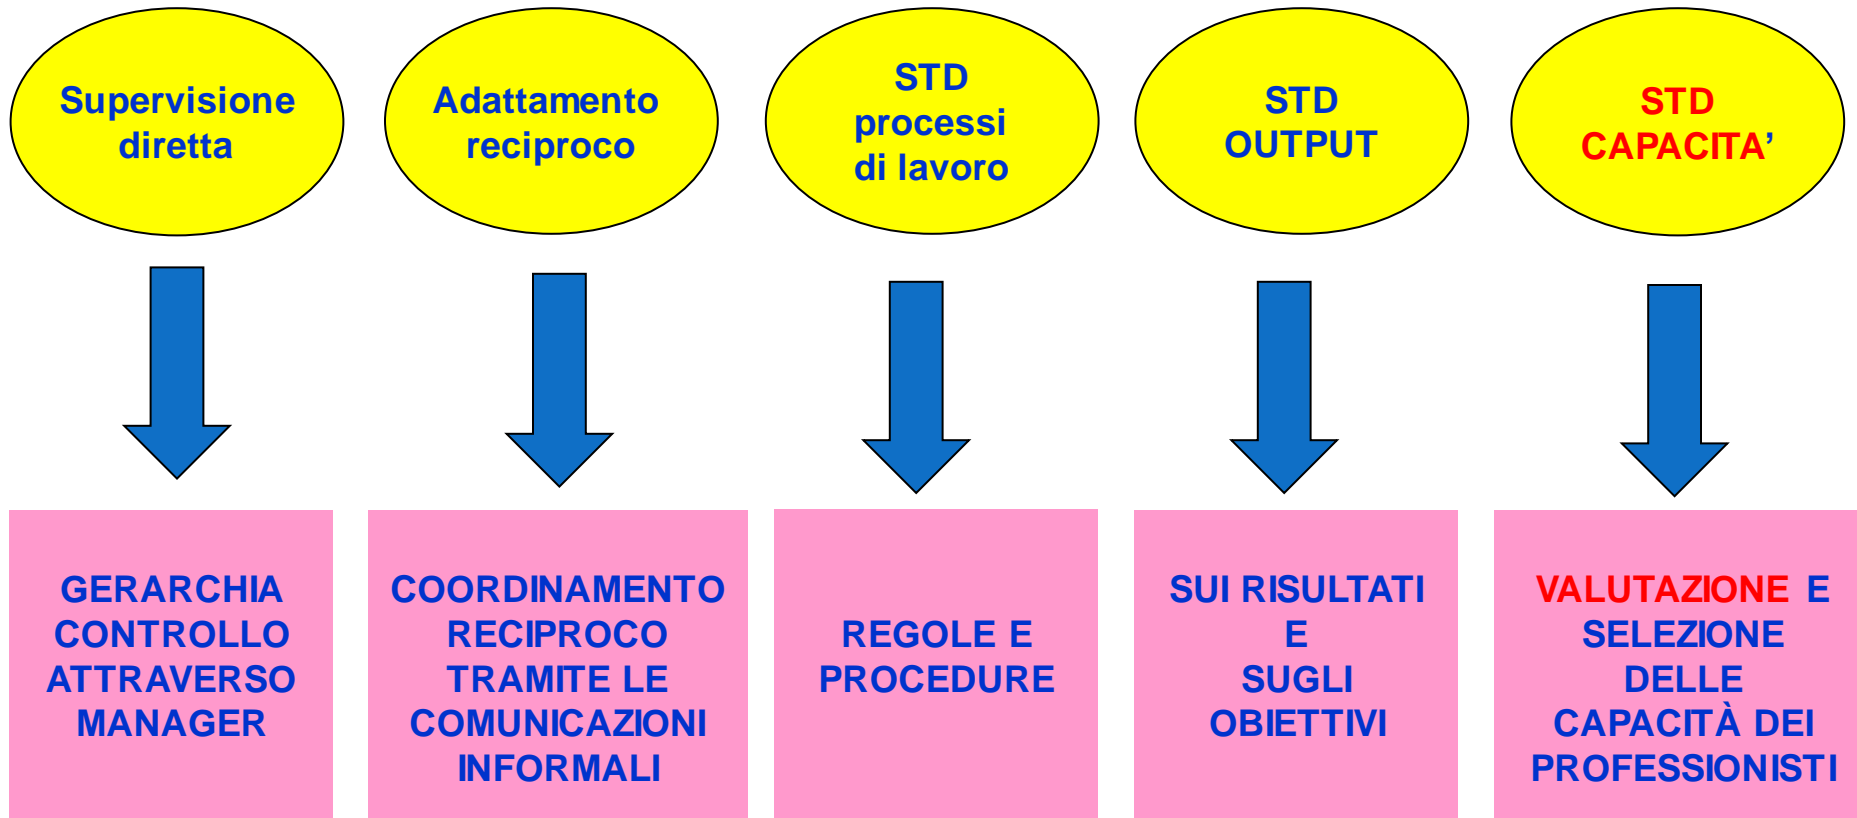 Supervisione
diretta
Adattamento
reciproco
STD
processi
di lavoro
STD
OUTPUT
STD
CAPACITA’
GERARCHIA
CONTROLLO
ATTRAVERSO
MANAGER
COORDINAMENTO
RECIPROCO
TRAMITE LE
COMUNICAZIONI
INFORMALI
REGOLE E
PROCEDURE
SUI RISULTATI
E
SUGLI
OBIETTIVI
VALUTAZIONE E
SELEZIONE
DELLE
CAPACITÀ DEI
PROFESSIONISTI